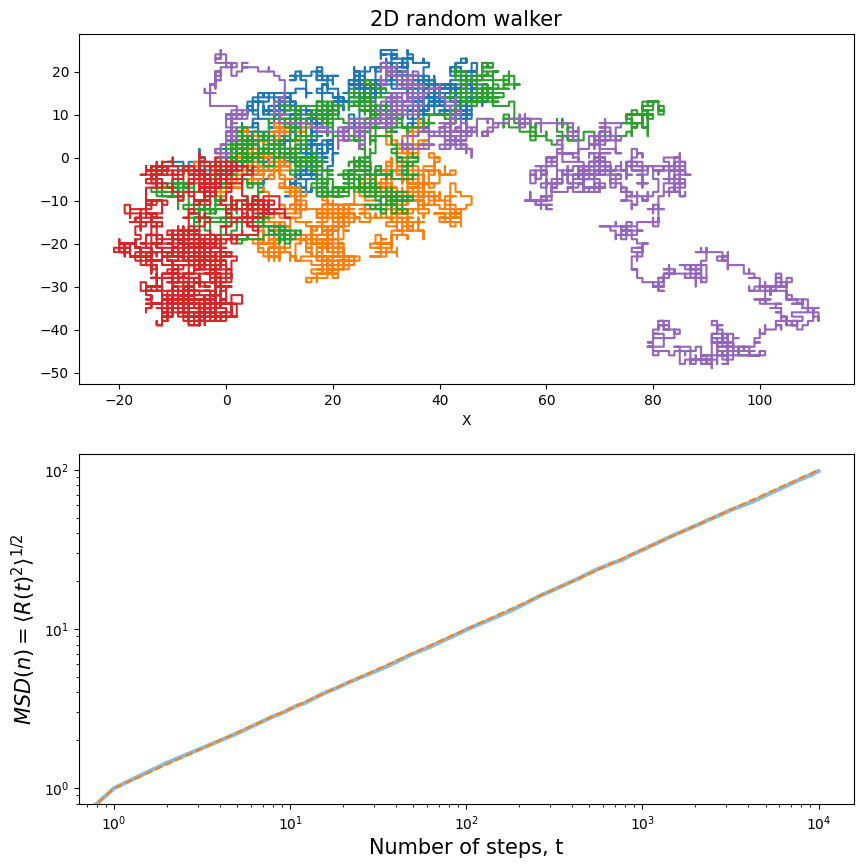 2D random walker
20
10
0
−10
−20
−30
−40
−50
−20 0 20 40 60 80 100
X
MSD(n) = ⟨R(t)²⟩^{1/2}
10²
10¹
10⁰
10⁰ 10¹ 10² 10³ 10⁴
Number of steps, t